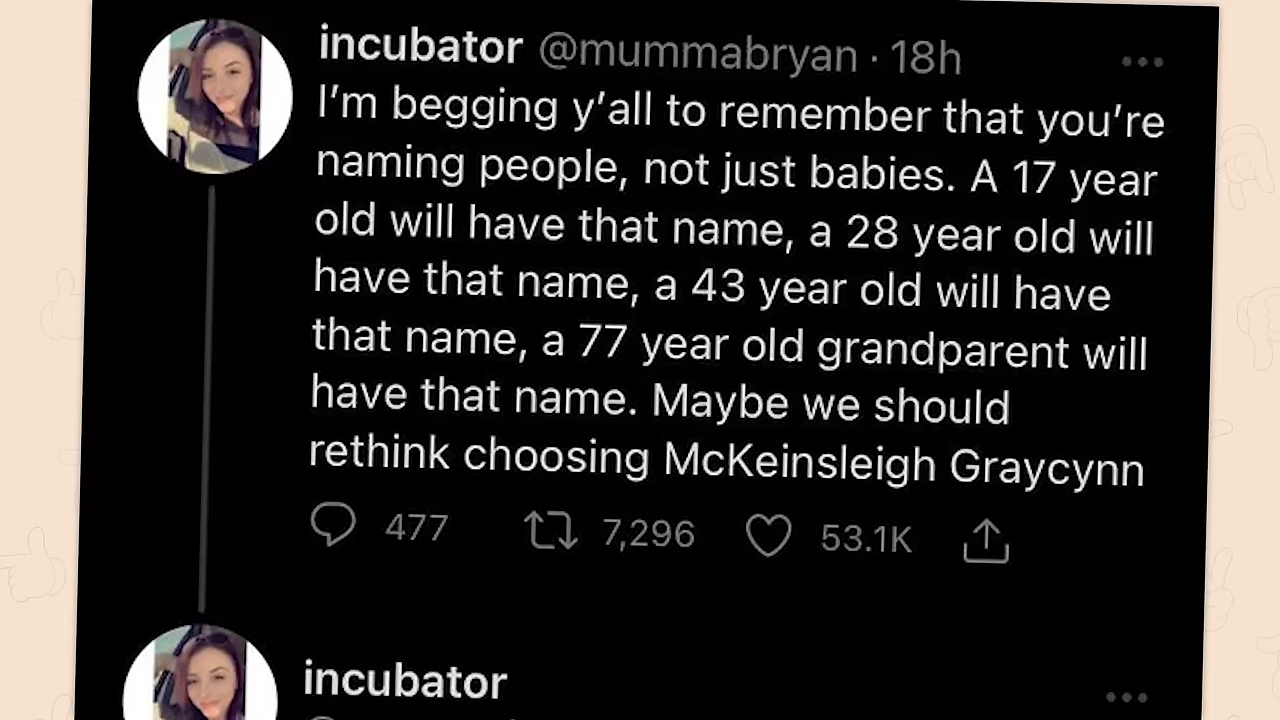 incubator @mummabryan · 18h
I'm begging y'all to remember that you're
naming people, not just babies. A 17 year
old will have that name, a 28 year old will
have that name, a 43 year old will have
that name, a 77 year old grandparent will
have that name. Maybe we should
rethink choosing McKeinsleigh Graycynn
477 7,296 53.1K
incubator